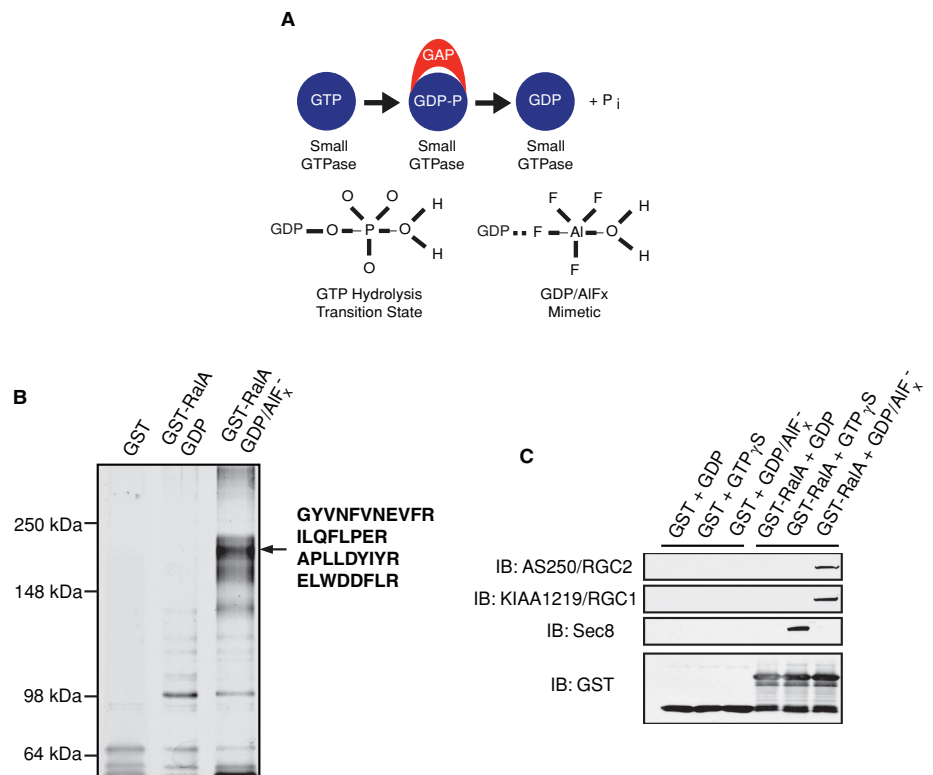 A
GAP
GTP
GDP-P
GDP
+ P i
Small
GTPase
Small
GTPase
Small
GTPase
O
O
H
GDP
O
P
O
H
O
F
F
H
GDP
F
Al
O
H
F
GTP Hydrolysis
Transition State
GDP/AlFx
Mimetic
B
GST
GST-RalA
GDP
GST-RalA
GDP/AlFx-
250 kDa
148 kDa
98 kDa
64 kDa
GYVNFVNEVFR
ILQFLPER
APLLDYIYR
ELWDDFLR
C
GST + GDP
GST + GTPγS
GST + GDP/AlFx-
GST-RalA + GDP
GST-RalA + GTPγS
GST-RalA + GDP/AlFx-
IB: AS250/RGC2
IB: KIAA1219/RGC1
IB: Sec8
IB: GST